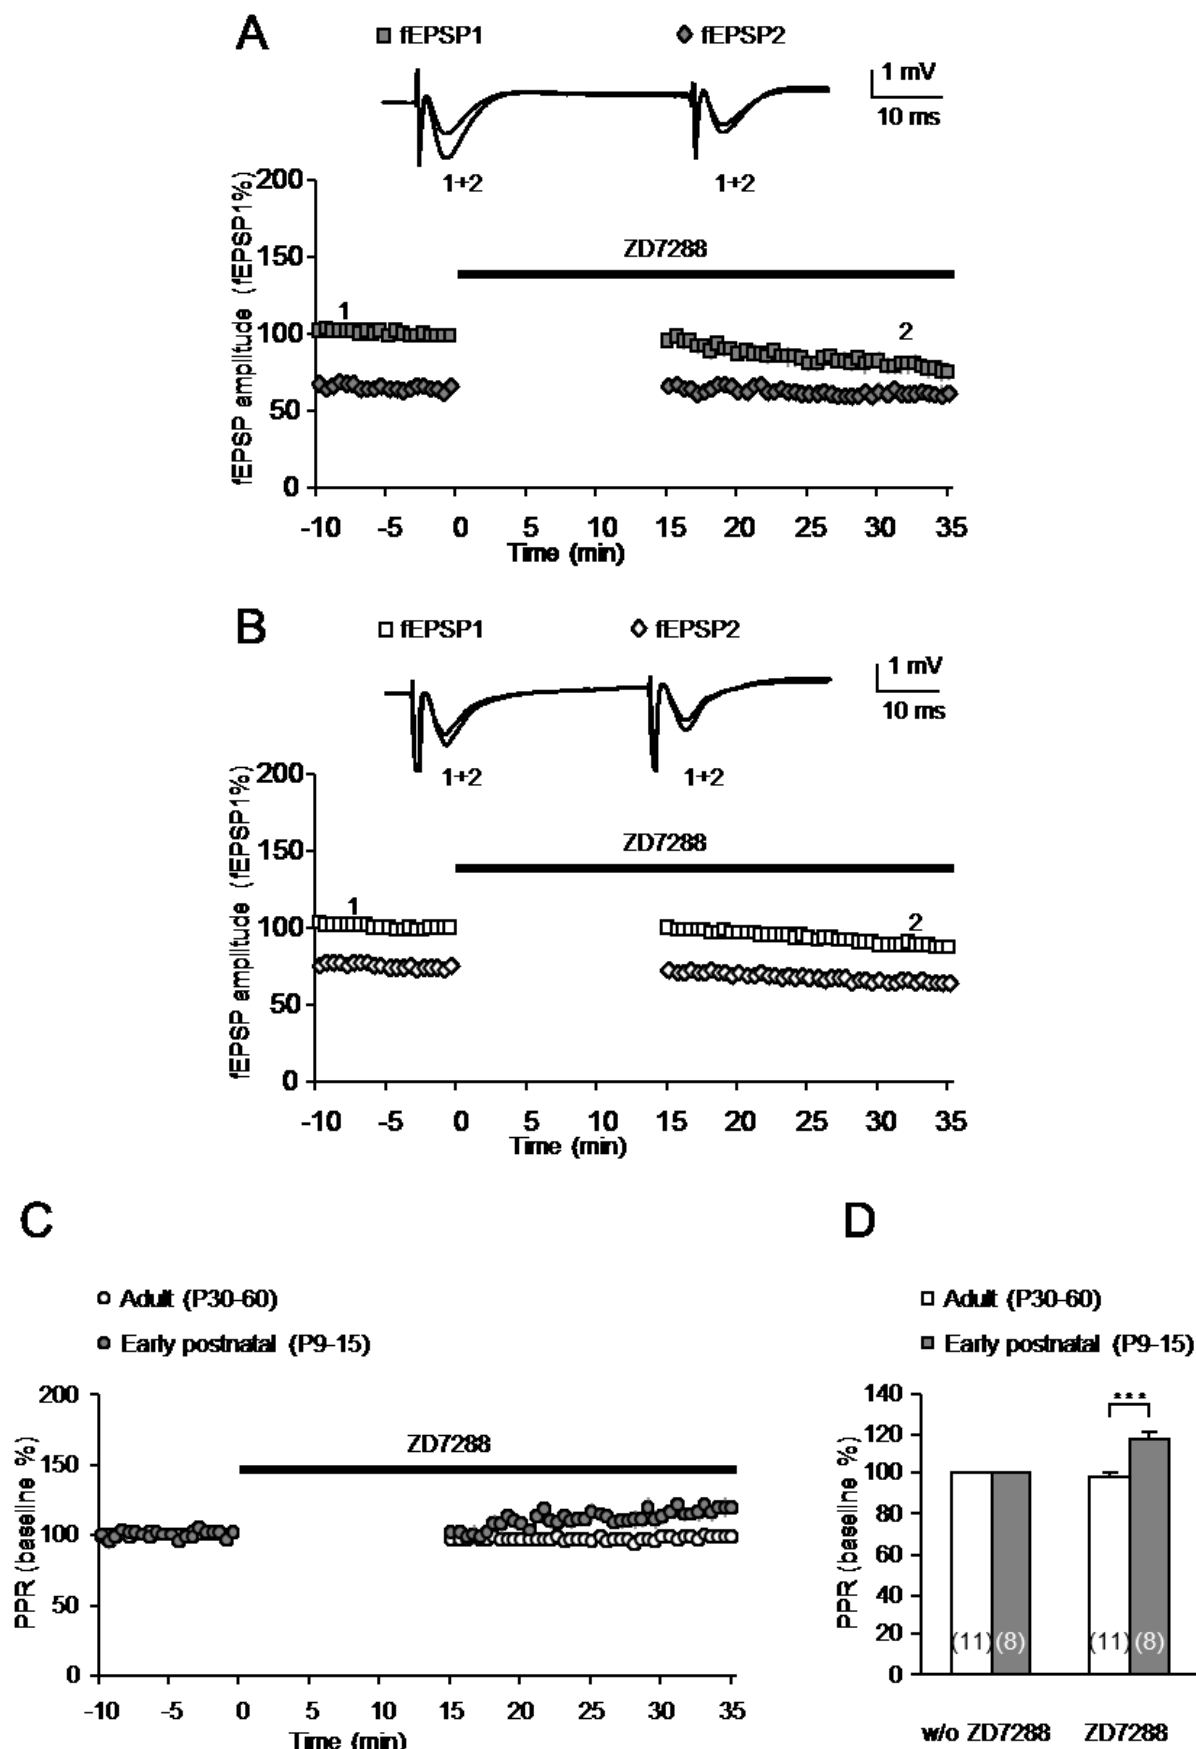 A
fEPSP1 fEPSP2
1 mV
10 ms
1+2 1+2
fEPSP amplitude (fEPSP1%)
200
150
100
50
0
ZD7288
1
2
-10 -5 0 5 10 15 20 25 30 35
Time (min)
B
fEPSP1 fEPSP2
1 mV
10 ms
1+2 1+2
fEPSP amplitude (fEPSP1%)
200
150
100
50
0
ZD7288
1
2
-10 -5 0 5 10 15 20 25 30 35
Time (min)
C
Adult (P30-60)
Early postnatal (P9-15)
PPR (baseline %)
200
150
100
50
0
ZD7288
-10 -5 0 5 10 15 20 25 30 35
Time (min)
D
Adult (P30-60)
Early postnatal (P9-15)
PPR (baseline %)
140
120
100
80
60
40
20
0
***
(11) (8) (11) (8)
w/o ZD7288 ZD7288